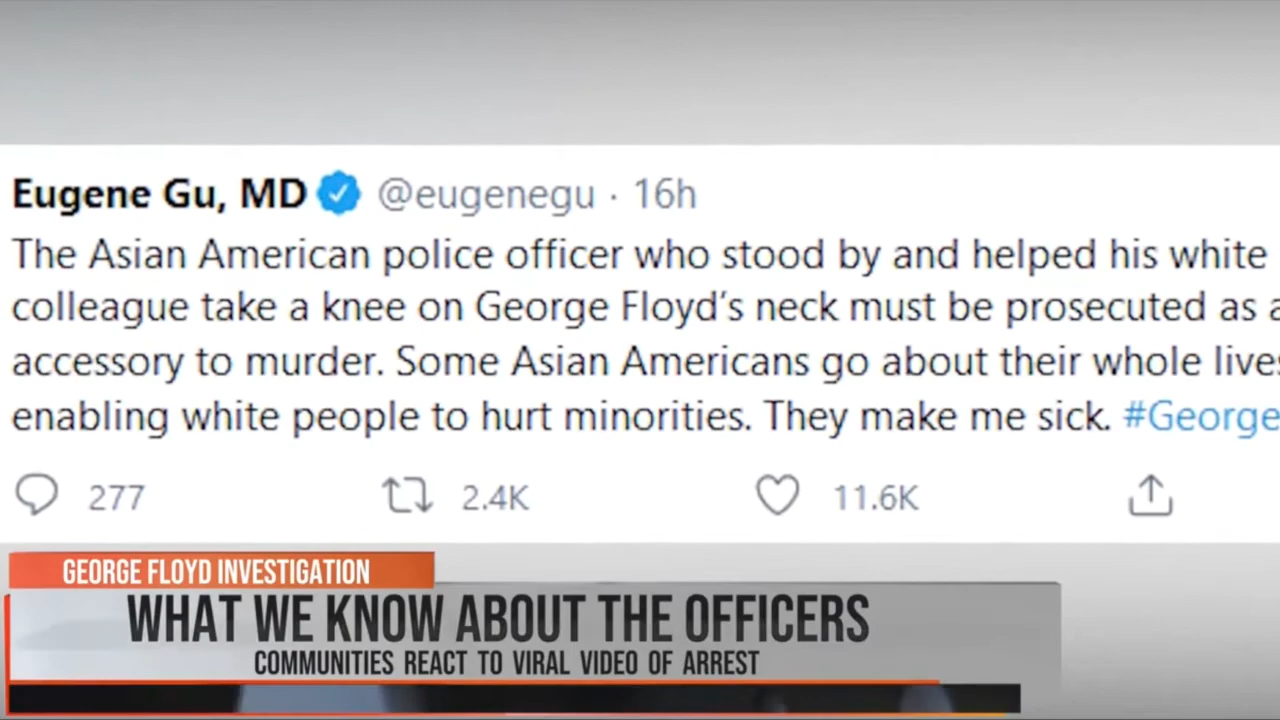 Eugene Gu, MD @eugenegu · 16h
The Asian American police officer who stood by and helped his white
colleague take a knee on George Floyd's neck must be prosecuted as a
accessory to murder. Some Asian Americans go about their whole lives
enabling white people to hurt minorities. They make me sick. #George
277 2.4K 11.6K
GEORGE FLOYD INVESTIGATION
WHAT WE KNOW ABOUT THE OFFICERS
COMMUNITIES REACT TO VIRAL VIDEO OF ARREST